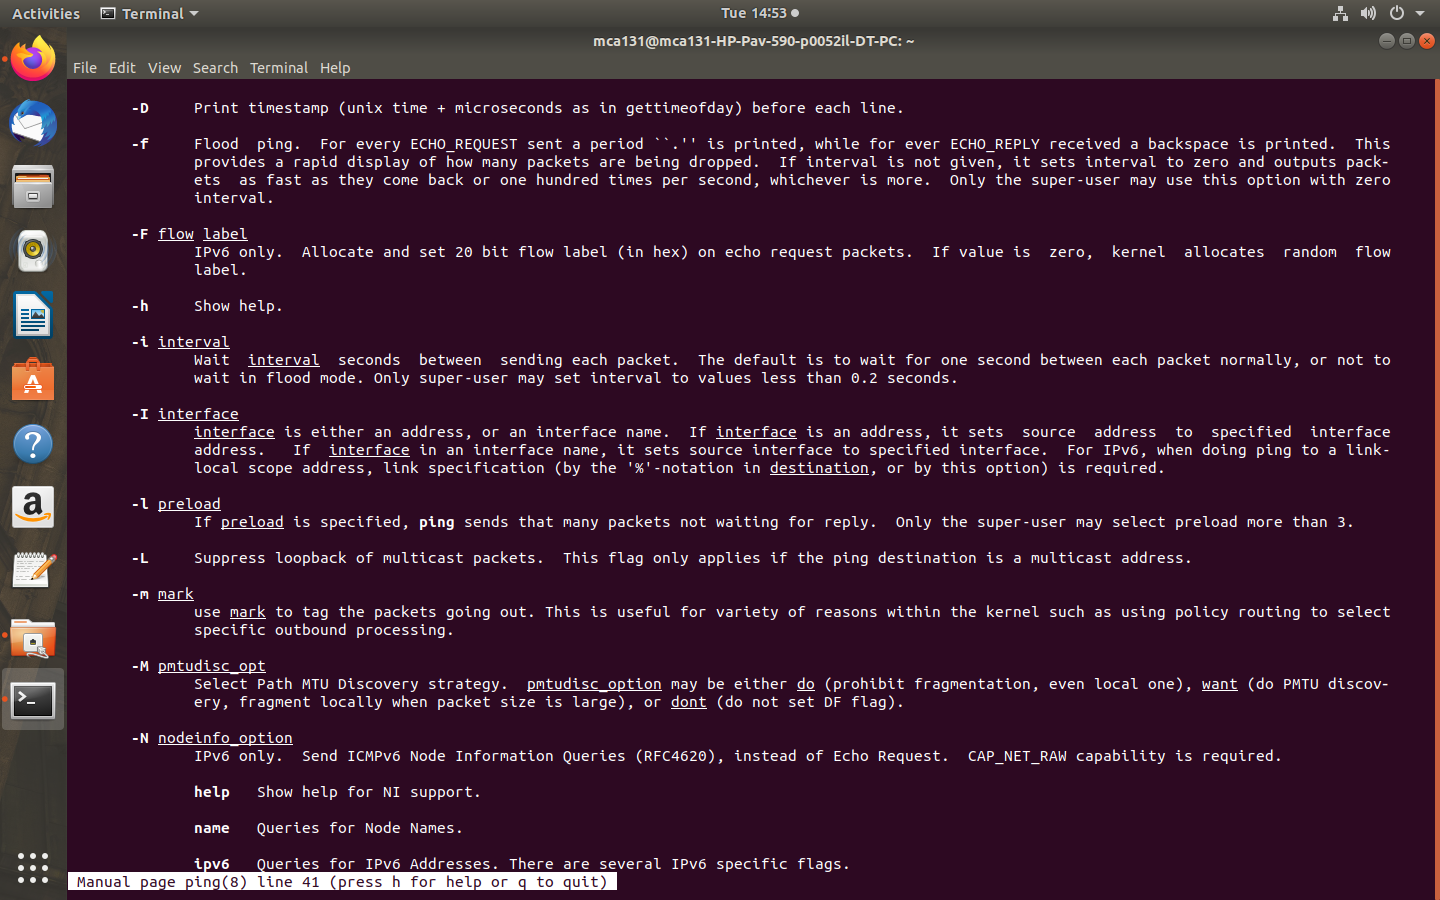 Activities Terminal Tue 14:53
mca131@mca131-HP-Pav-590-p0052il-DT-PC: ~
File Edit View Search Terminal Help
-D Print timestamp (unix time + microseconds as in gettimeofday) before each line.
-f Flood ping. For every ECHO_REQUEST sent a period ``.'' is printed, while for ever ECHO_REPLY received a backspace is printed. This
provides a rapid display of how many packets are being dropped. If interval is not given, it sets interval to zero and outputs pack-
ets as fast as they come back or one hundred times per second, whichever is more. Only the super-user may use this option with zero
interval.
-F flow label
IPv6 only. Allocate and set 20 bit flow label (in hex) on echo request packets. If value is zero, kernel allocates random flow
label.
-h Show help.
-i interval
Wait interval seconds between sending each packet. The default is to wait for one second between each packet normally, or not to
wait in flood mode. Only super-user may set interval to values less than 0.2 seconds.
-I interface
interface is either an address, or an interface name. If interface is an address, it sets source address to specified interface
address. If interface in an interface name, it sets source interface to specified interface. For IPv6, when doing ping to a link-
local scope address, link specification (by the '%'-notation in destination, or by this option) is required.
-l preload
If preload is specified, ping sends that many packets not waiting for reply. Only the super-user may select preload more than 3.
-L Suppress loopback of multicast packets. This flag only applies if the ping destination is a multicast address.
-m mark
use mark to tag the packets going out. This is useful for variety of reasons within the kernel such as using policy routing to select
specific outbound processing.
-M pmtudisc_opt
Select Path MTU Discovery strategy. pmtudisc_option may be either do (prohibit fragmentation, even local one), want (do PMTU discov-
ery, fragment locally when packet size is large), or dont (do not set DF flag).
-N nodeinfo_option
IPv6 only. Send ICMPv6 Node Information Queries (RFC4620), instead of Echo Request. CAP_NET_RAW capability is required.
help Show help for NI support.
name Queries for Node Names.
ipv6 Queries for IPv6 Addresses. There are several IPv6 specific flags.
Manual page ping(8) line 41 (press h for help or q to quit)